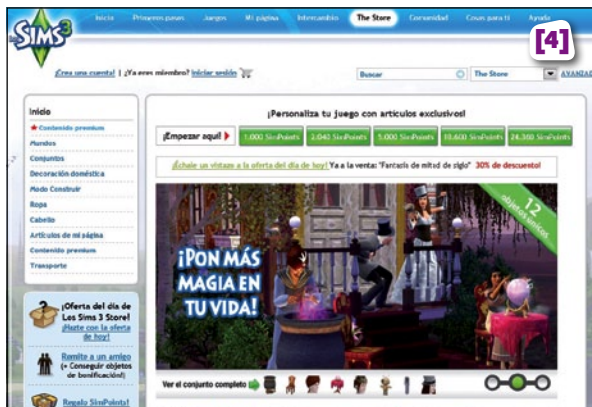 SIMS 3
Inicio Primeros pasos Juegos Mi página Intercambio The Store Comunidad Cosas para ti Ayuda
[4]
¡Crea una cuenta! | ¿Ya eres miembro? Iniciar sesión
Buscar The Store AVANZAD
Inicio
Contenido premium
Mundos
Conjuntos
Decoración doméstica
Modo Construir
Ropa
Cabello
Artículos de mi página
Contenido premium
Transporte
¡Oferta del día de
Los Sims 3 Store!
¡Hazte con la oferta
de hoy!
Remite a un amigo
(= Conseguir objetos
de bonificación!)
Regala SimPoints!
¡Personaliza tu juego con artículos exclusivos!
¡Empezar aquí! 1.000 SimPoints 2.040 SimPoints 5.000 SimPoints 10.600 SimPoints 24.300 SimPoints
¡Échale un vistazo a la oferta del día de hoy! Ya a la venta: "Fantasía de mitad de siglo" 30% de descuento!
12
objetos únicos
¡PON MÁS
MAGIA EN
TU VIDA!
Ver el conjunto completo